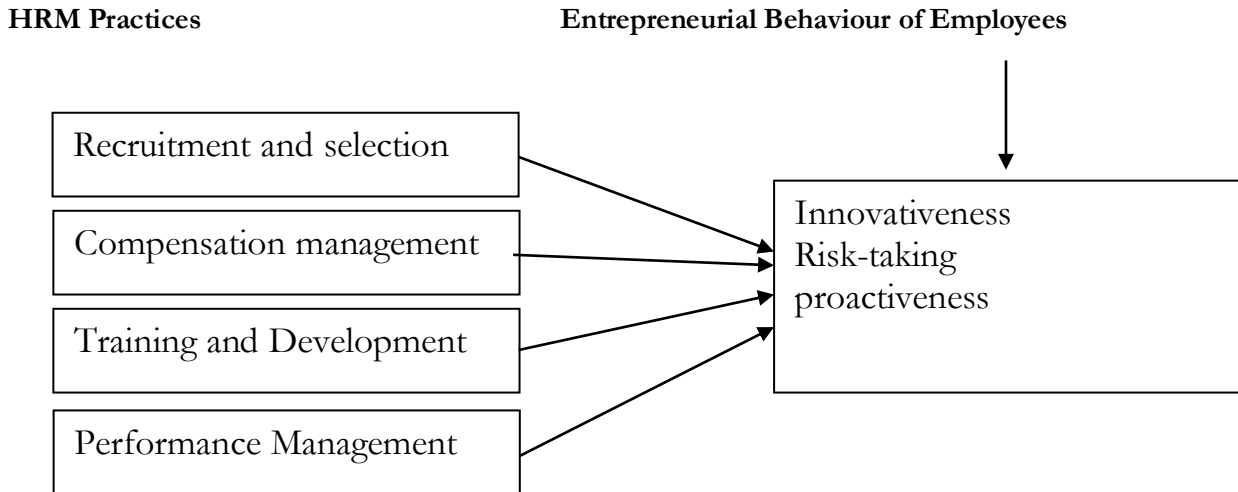 HRM Practices
Entrepreneurial Behaviour of Employees
Recruitment and selection
Compensation management
Training and Development
Performance Management
Innovativeness
Risk-taking
proactiveness